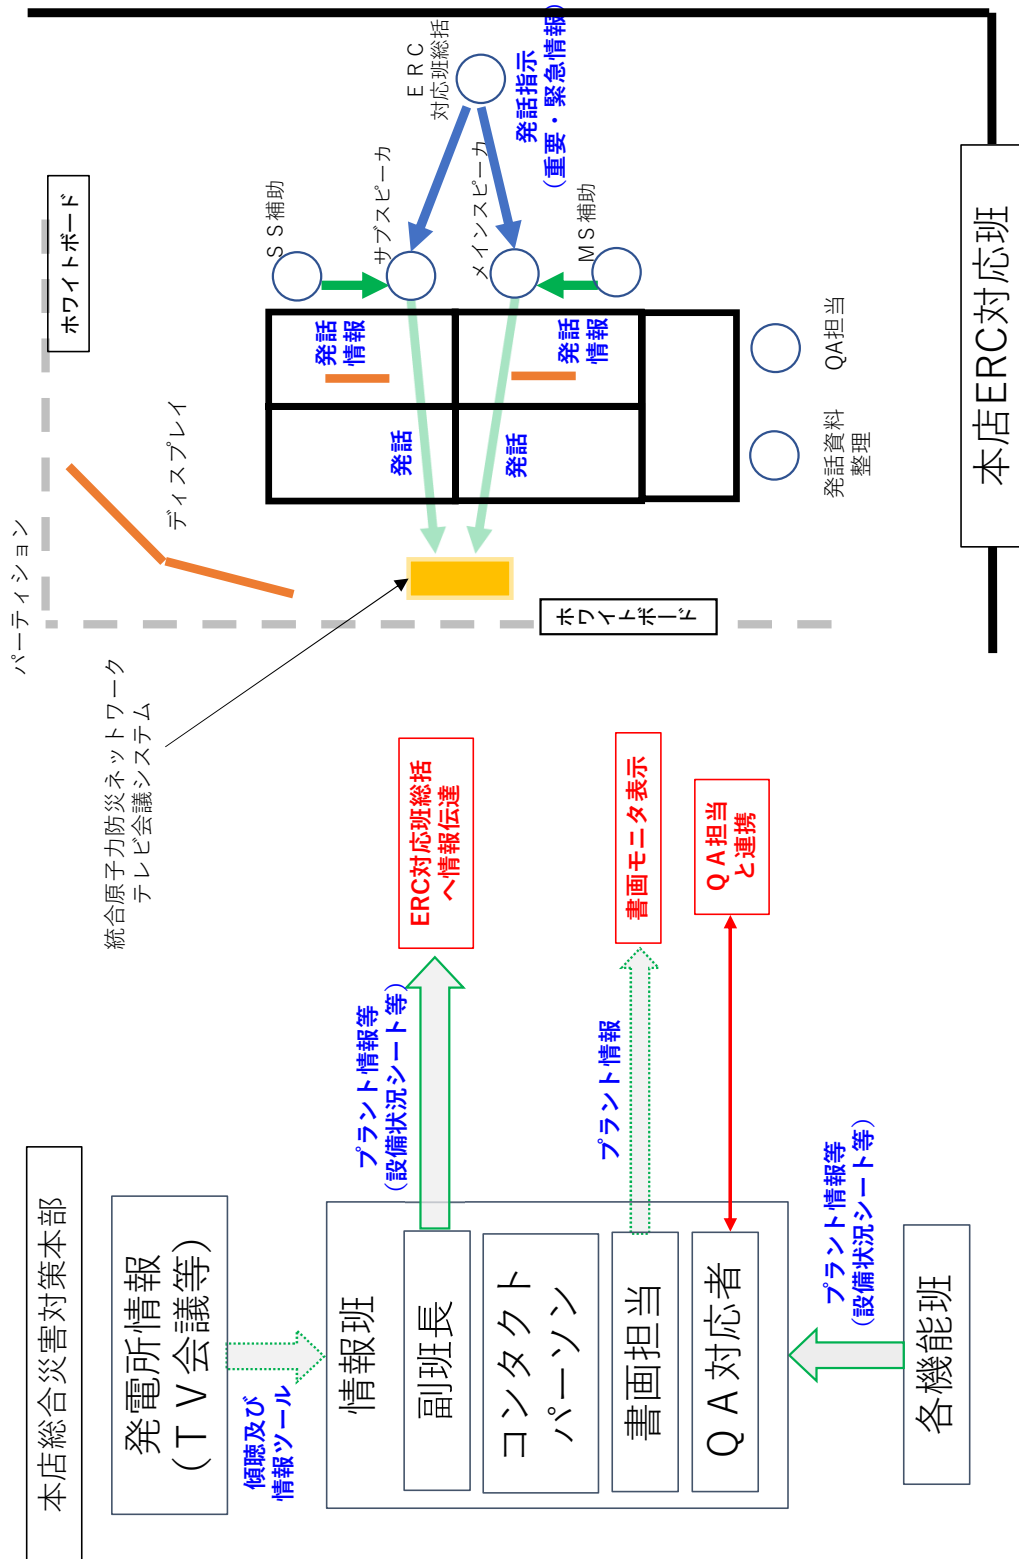 本店総合災害対策本部
発電所情報
(ＴＶ会議等)
傾聴及び
情報ツール
情報班
副班長
コンタクト
パーソン
書画担当
ＱＡ対応者
各機能班
プラント情報等
(設備状況シート等)
プラント情報等
(設備状況シート等)
プラント情報
ERC対応班総括
へ情報伝達
書画モニタ表示
ＱＡ担当
と連携
統合原子力防災ネットワーク
テレビ会議システム
パーティション
ディスプレイ
ホワイトボード
ホワイトボード
発話
発話
発話
情報
発話
情報
ＳＳ補助
サブスピーカ
メインスピーカ
ＭＳ補助
ＥＲＣ
対応班総括
発話指示
(重要・緊急情報)
発話資料
整理
QA担当
本店ERC対応班